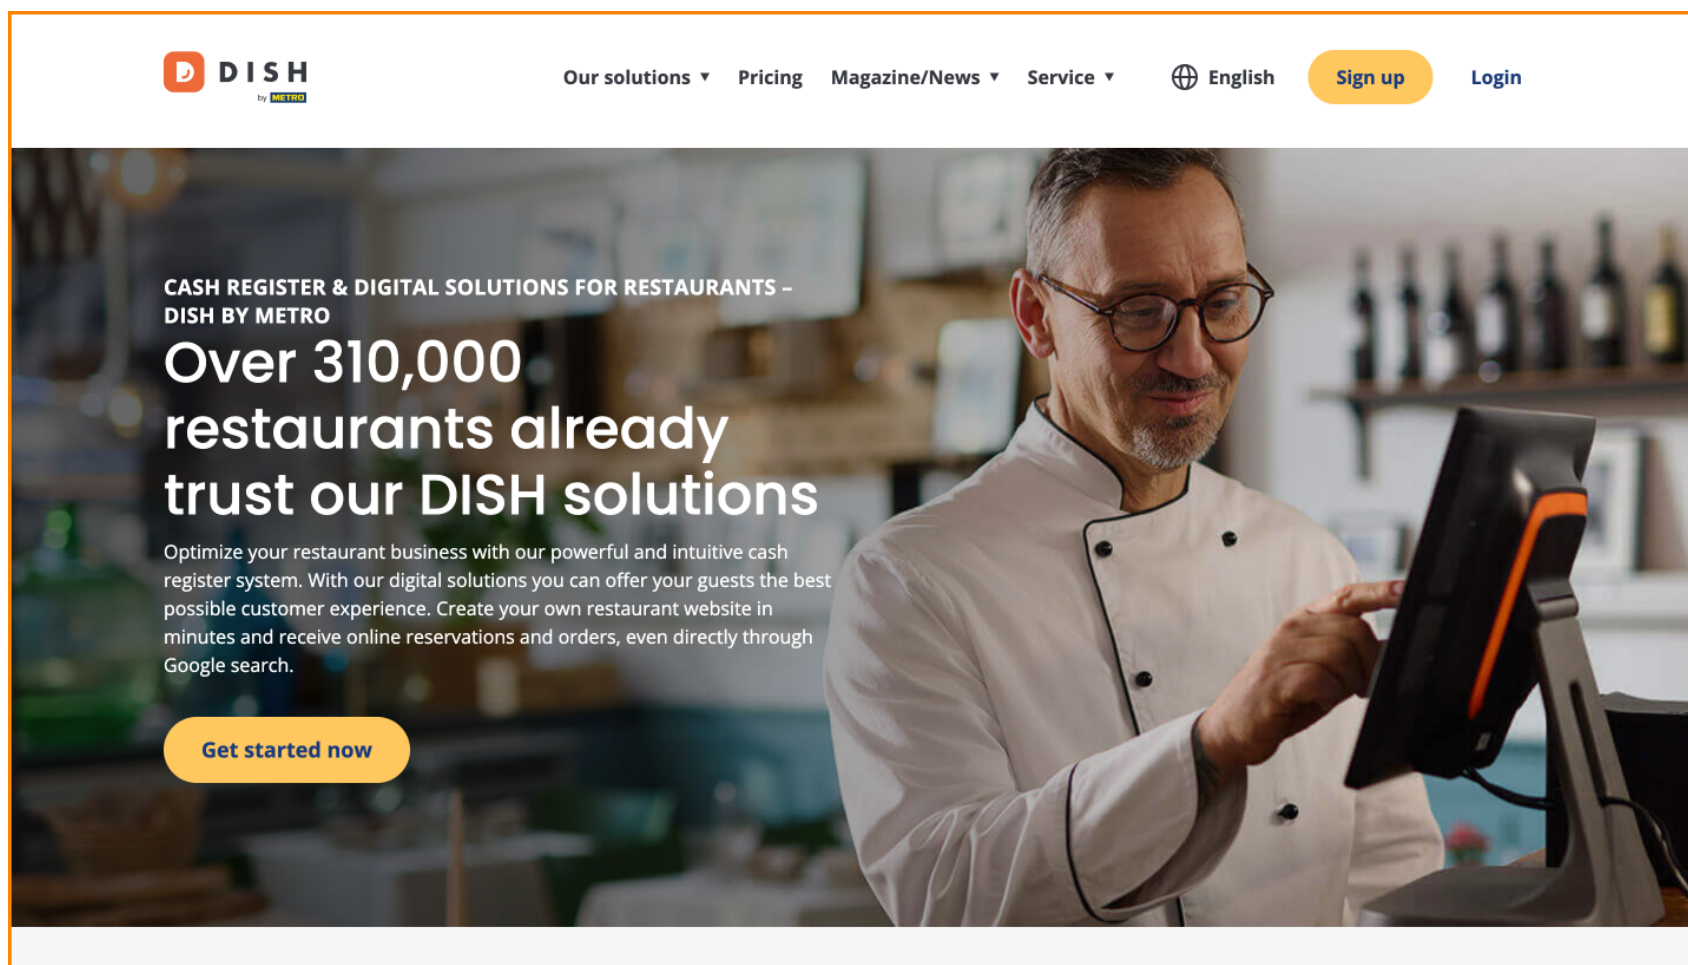 DISH
by METRO
Our solutions ▼ Pricing Magazine/News ▼ Service ▼ English Sign up Login
CASH REGISTER & DIGITAL SOLUTIONS FOR RESTAURANTS –
DISH BY METRO
Over 310,000
restaurants already
trust our DISH solutions
Optimize your restaurant business with our powerful and intuitive cash
register system. With our digital solutions you can offer your guests the best
possible customer experience. Create your own restaurant website in
minutes and receive online reservations and orders, even directly through
Google search.
Get started now